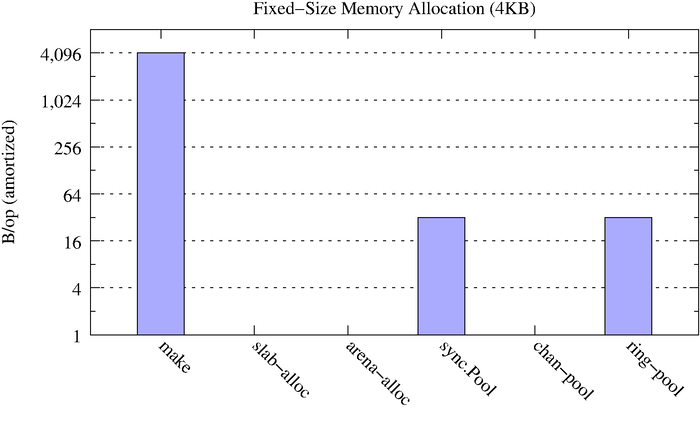 Fixed−Size Memory Allocation (4KB)
B/op (amortized)
4,096
1,024
256
64
16
4
1
make
slab−alloc
arena−alloc
sync.Pool
chan−pool
ring−pool